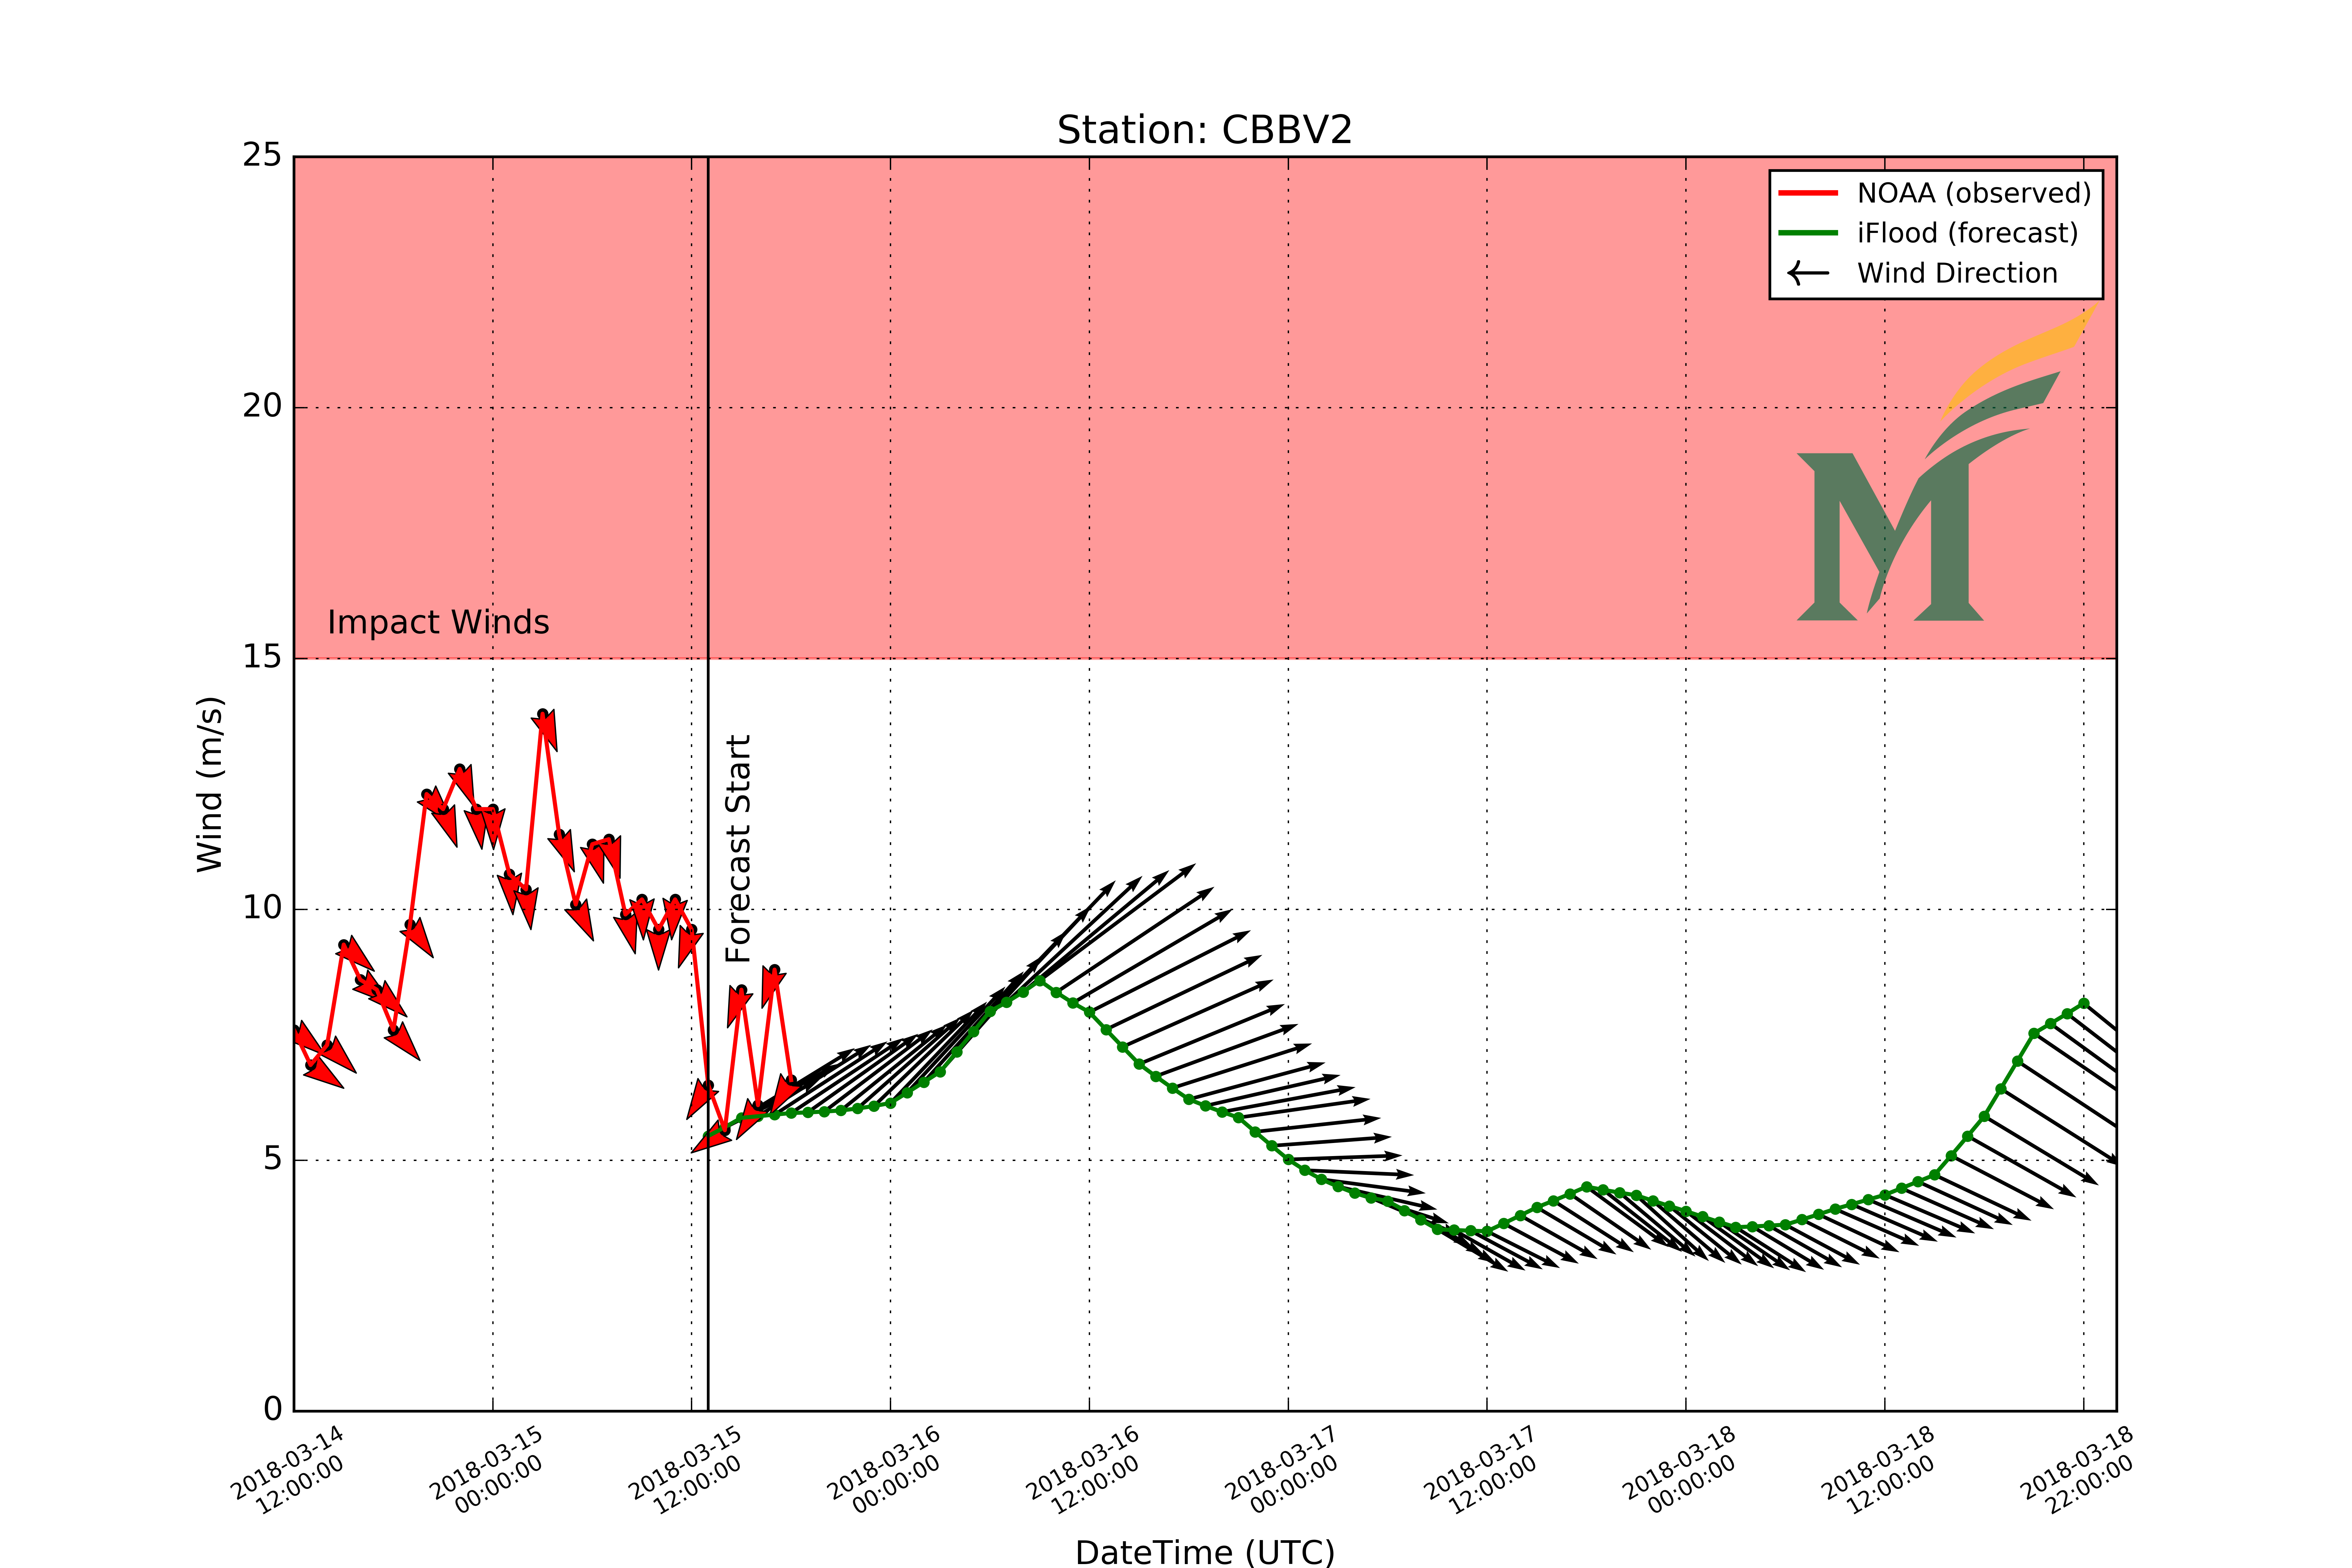 Station: CBBV2
25
20
15
10
5
0
Wind (m/s)
NOAA (observed)
iFlood (forecast)
Wind Direction
Impact Winds
Forecast Start
M
2018-03-14
12:00:00
2018-03-15
00:00:00
2018-03-15
12:00:00
2018-03-16
00:00:00
2018-03-16
12:00:00
2018-03-17
00:00:00
2018-03-17
12:00:00
2018-03-18
00:00:00
2018-03-18
12:00:00
2018-03-18
22:00:00
DateTime (UTC)